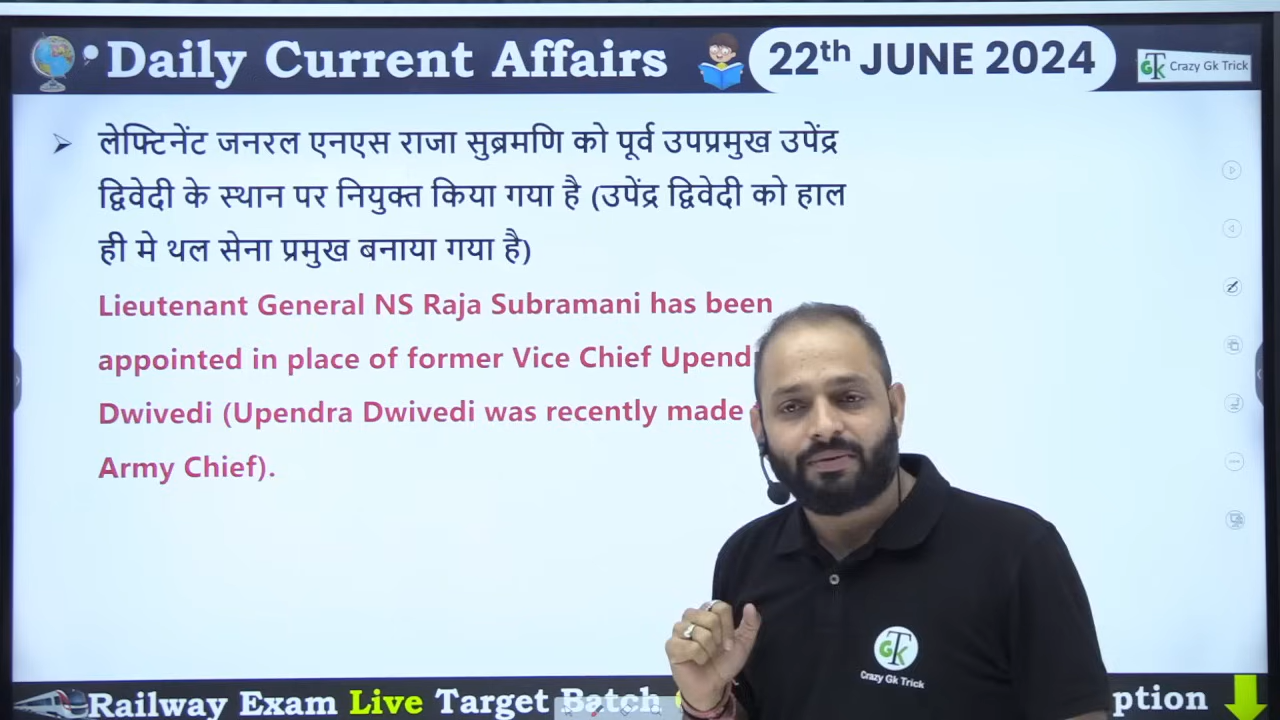 Daily Current Affairs
22th JUNE 2024
GTK Crazy Gk Trick
➤ लेफ्टिनेंट जनरल एनएस राजा सुब्रमणि को पूर्व उपप्रमुख उपेंद्र
द्विवेदी के स्थान पर नियुक्त किया गया है (उपेंद्र द्विवेदी को हाल
ही मे थल सेना प्रमुख बनाया गया है)
Lieutenant General NS Raja Subramani has been
appointed in place of former Vice Chief
Dwivedi (Upendra Dwivedi was recently made
Army Chief).
GTK
Crazy Gk Trick
Railway Exam Live Target Batch